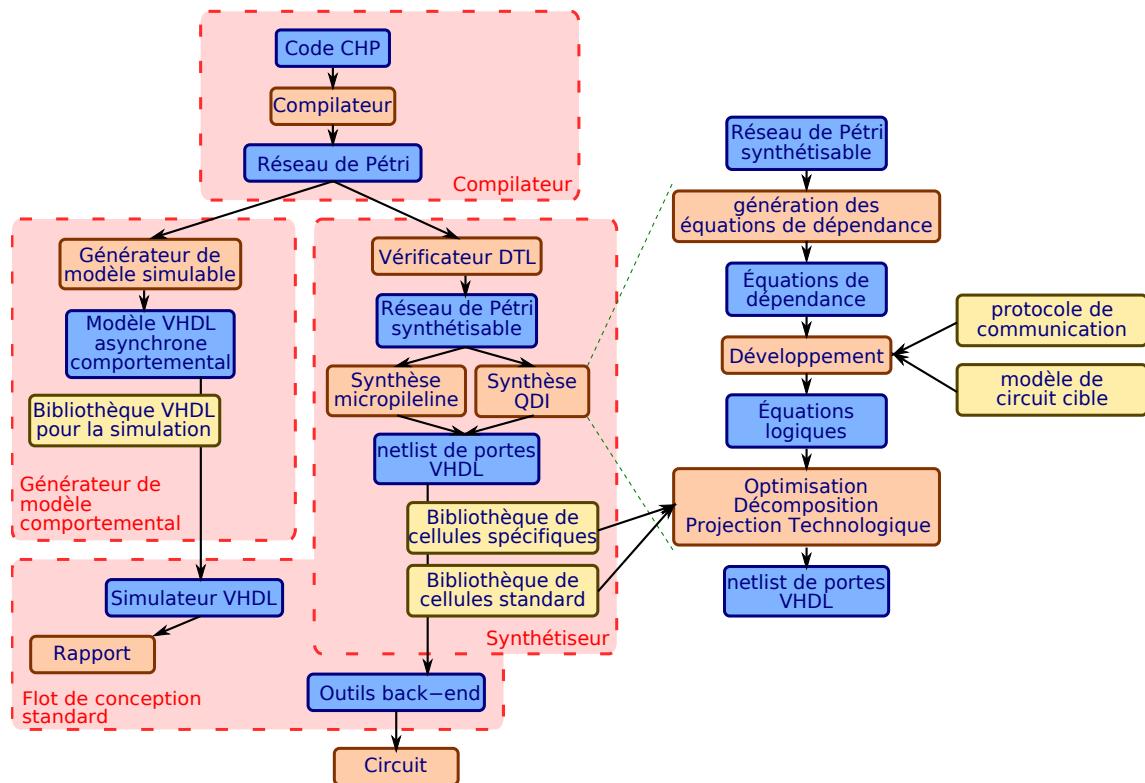 Code CHP
Compilateur
Réseau de Pétri
Compilateur
Générateur de
modèle simulable
Modèle VHDL
asynchrone
comportemental
Bibliothèque VHDL
pour la simulation
Générateur de
modèle
comportemental
Vérificateur DTL
Réseau de Pétri
synthétisable
Synthèse
micropileline
Synthèse
QDI
netlist de portes
VHDL
Bibliothèque de
cellules spécifiques
Bibliothèque de
cellules standard
Synthétiseur
Simulateur VHDL
Rapport
Flot de conception
standard
Outils back−end
Circuit
Réseau de Pétri
synthétisable
génération des
équations de dépendance
Équations de
dépendance
Développement
protocole de
communication
modèle de
circuit cible
Équations
logiques
Optimisation
Décomposition
Projection Technologique
netlist de portes
VHDL